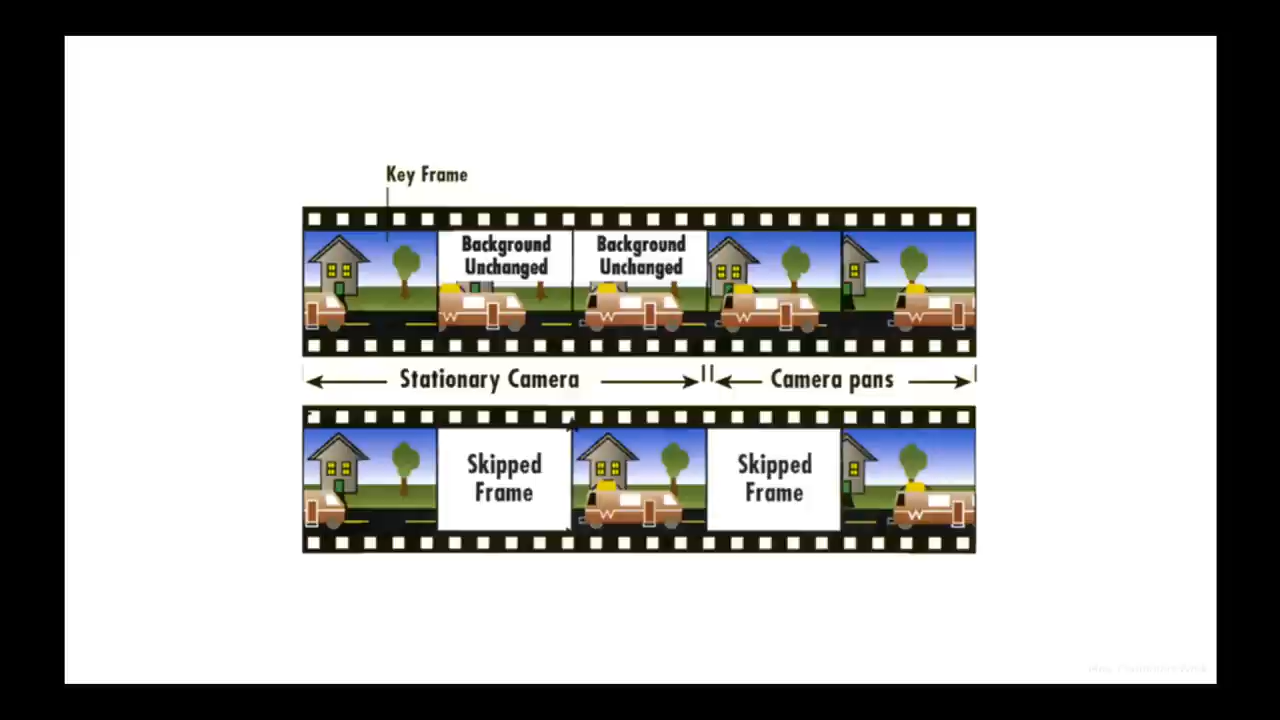 Key Frame
Background
Unchanged
Background
Unchanged
Stationary Camera
Camera pans
Skipped
Frame
Skipped
Frame